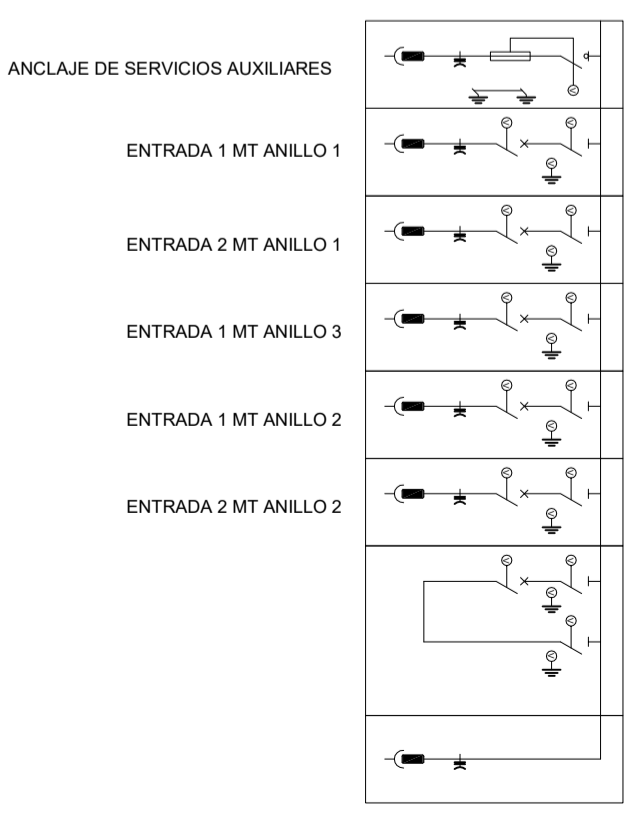 ANCLAJE DE SERVICIOS AUXILIARES
ENTRADA 1 MT ANILLO 1
ENTRADA 2 MT ANILLO 1
ENTRADA 1 MT ANILLO 3
ENTRADA 1 MT ANILLO 2
ENTRADA 2 MT ANILLO 2